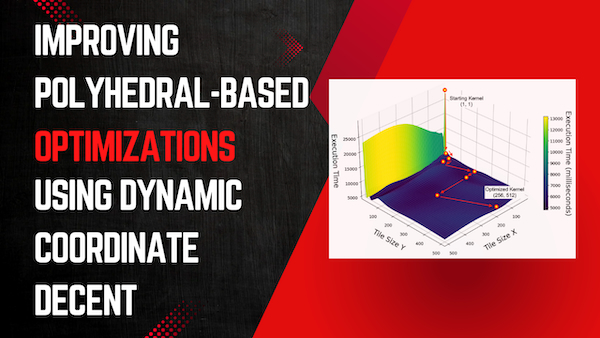 IMPROVING
POLYHEDRAL-BASED
OPTIMIZATIONS
USING DYNAMIC
COORDINATE
DECENT
Starting Kernel
(1, 1)
Optimized Kernel
(256, 512)
Execution Time
25000
20000
15000
10000
5000
100
200
300
400
500
Tile Size Y
500
400
300
200
100
Tile Size X
13000
12000
11000
10000
9000
8000
7000
6000
5000
Execution Time (milliseconds)